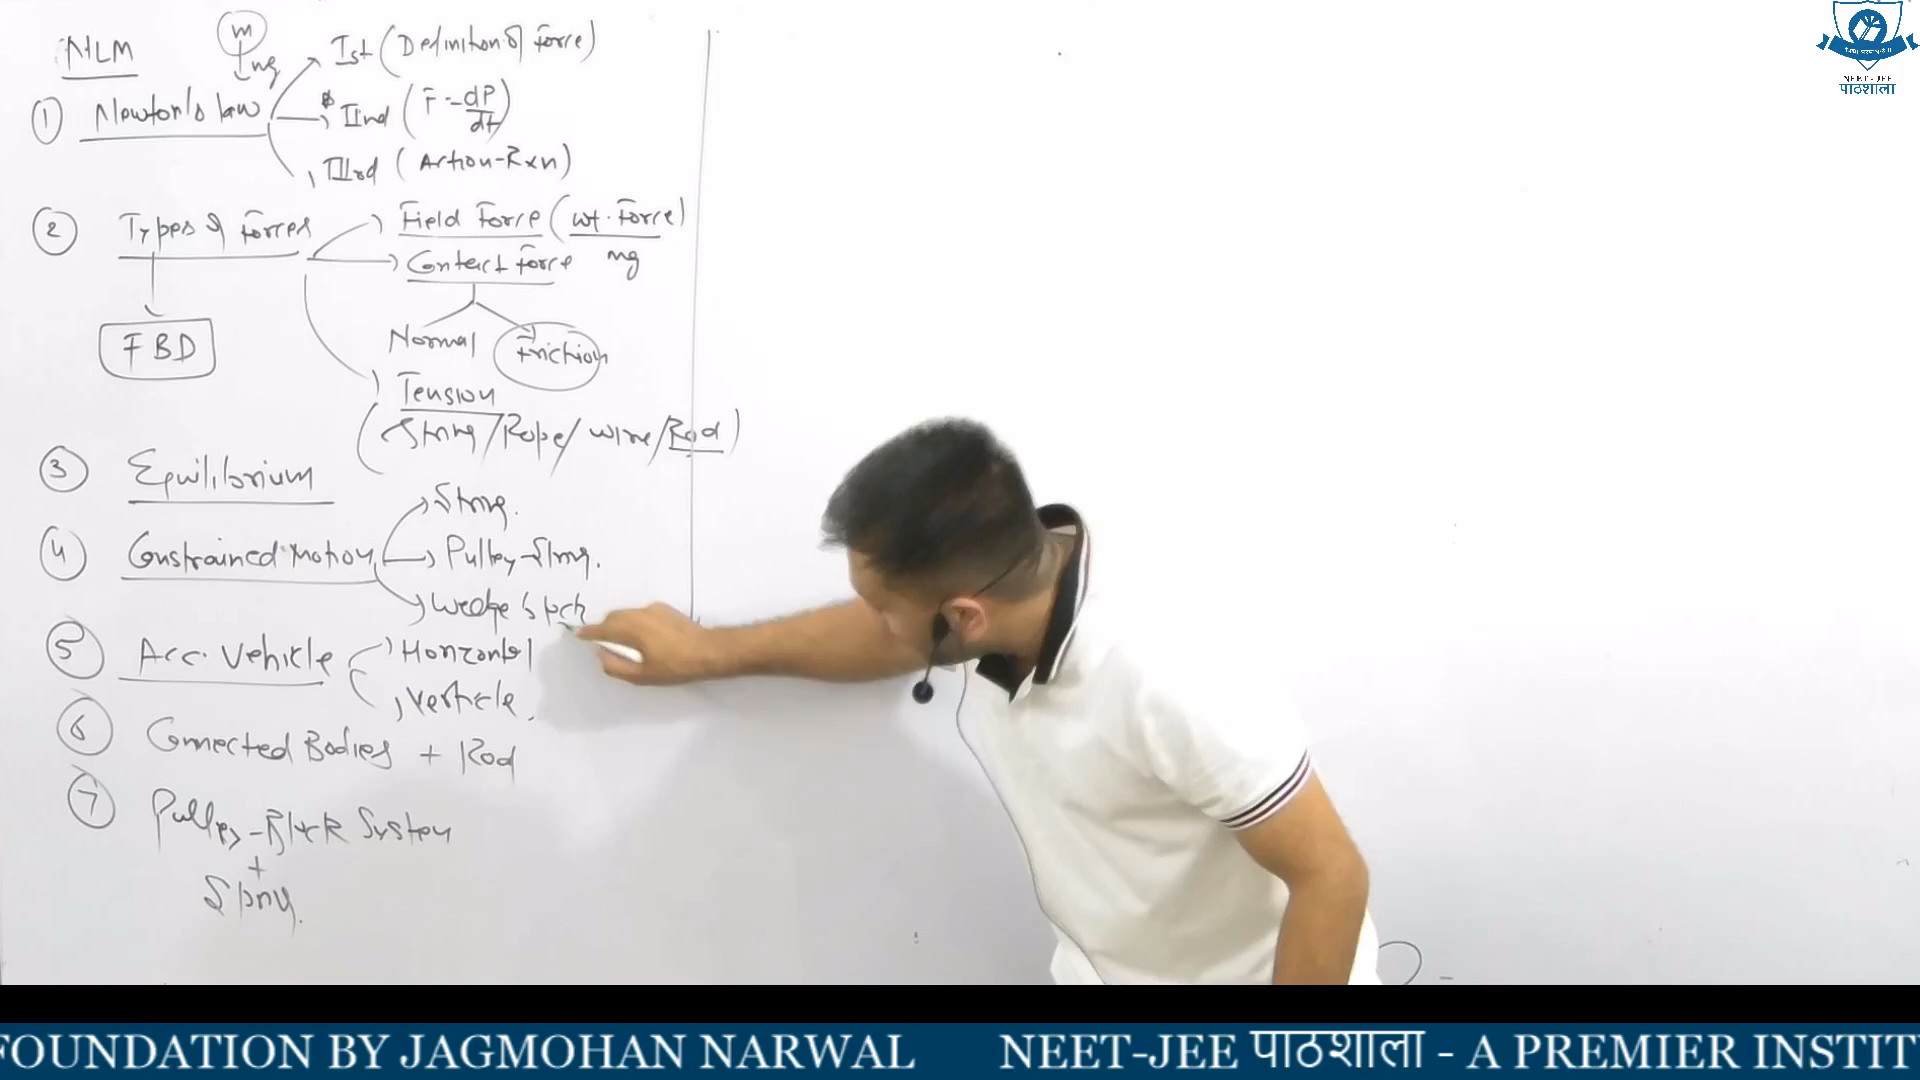 NLM
m
mg
Ist (Definition of Force)
① Newton's law
IInd (F = dP/dt)
IIIrd (Action-Rxn)
② Types of Forces
Field Force (wt. Force)
mg
Contact Force
FBD
Normal
Friction
Tension
(String/Rope/wire/Rod)
③ Equilibrium
String.
④ Constrained Motion
Pulley-String.
Wedge block
⑤ Acc. Vehicle
Horizontal
Verticle
⑥ Connected Bodies + Rod
⑦ Pulley-Block System
+
Spring.
NEET-JEE
पाठशाला
FOUNDATION BY JAGMOHAN NARWAL NEET-JEE पाठशाला - A PREMIER INSTIT